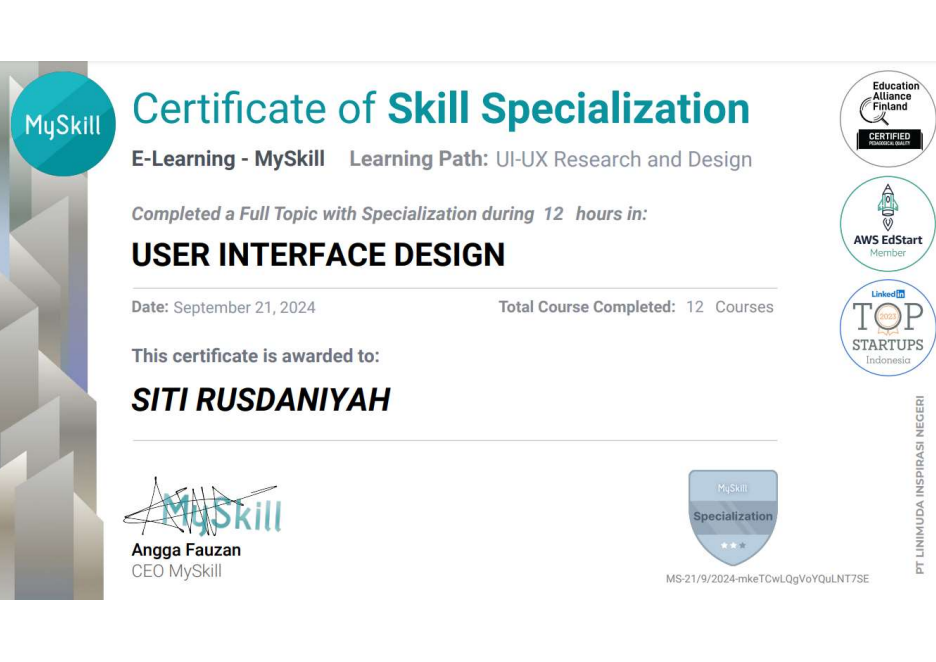 MySkill
Certificate of Skill Specialization
E-Learning - MySkill Learning Path: UI-UX Research and Design
Completed a Full Topic with Specialization during 12 hours in:
USER INTERFACE DESIGN
Date: September 21, 2024 Total Course Completed: 12 Courses
This certificate is awarded to:
SITI RUSDANIYAH
MySkill
Angga Fauzan
CEO MySkill
MySkill
Specialization
MS-21/9/2024-mkeTCwLQgVoYQuLNT7SE
Education
Alliance
Finland
CERTIFIED
PEDAGOGICAL QUALITY
AWS EdStart
Member
Linked in
TOP
2023
STARTUPS
Indonesia
PT LINIMUDA INSPIRASI NEGERI